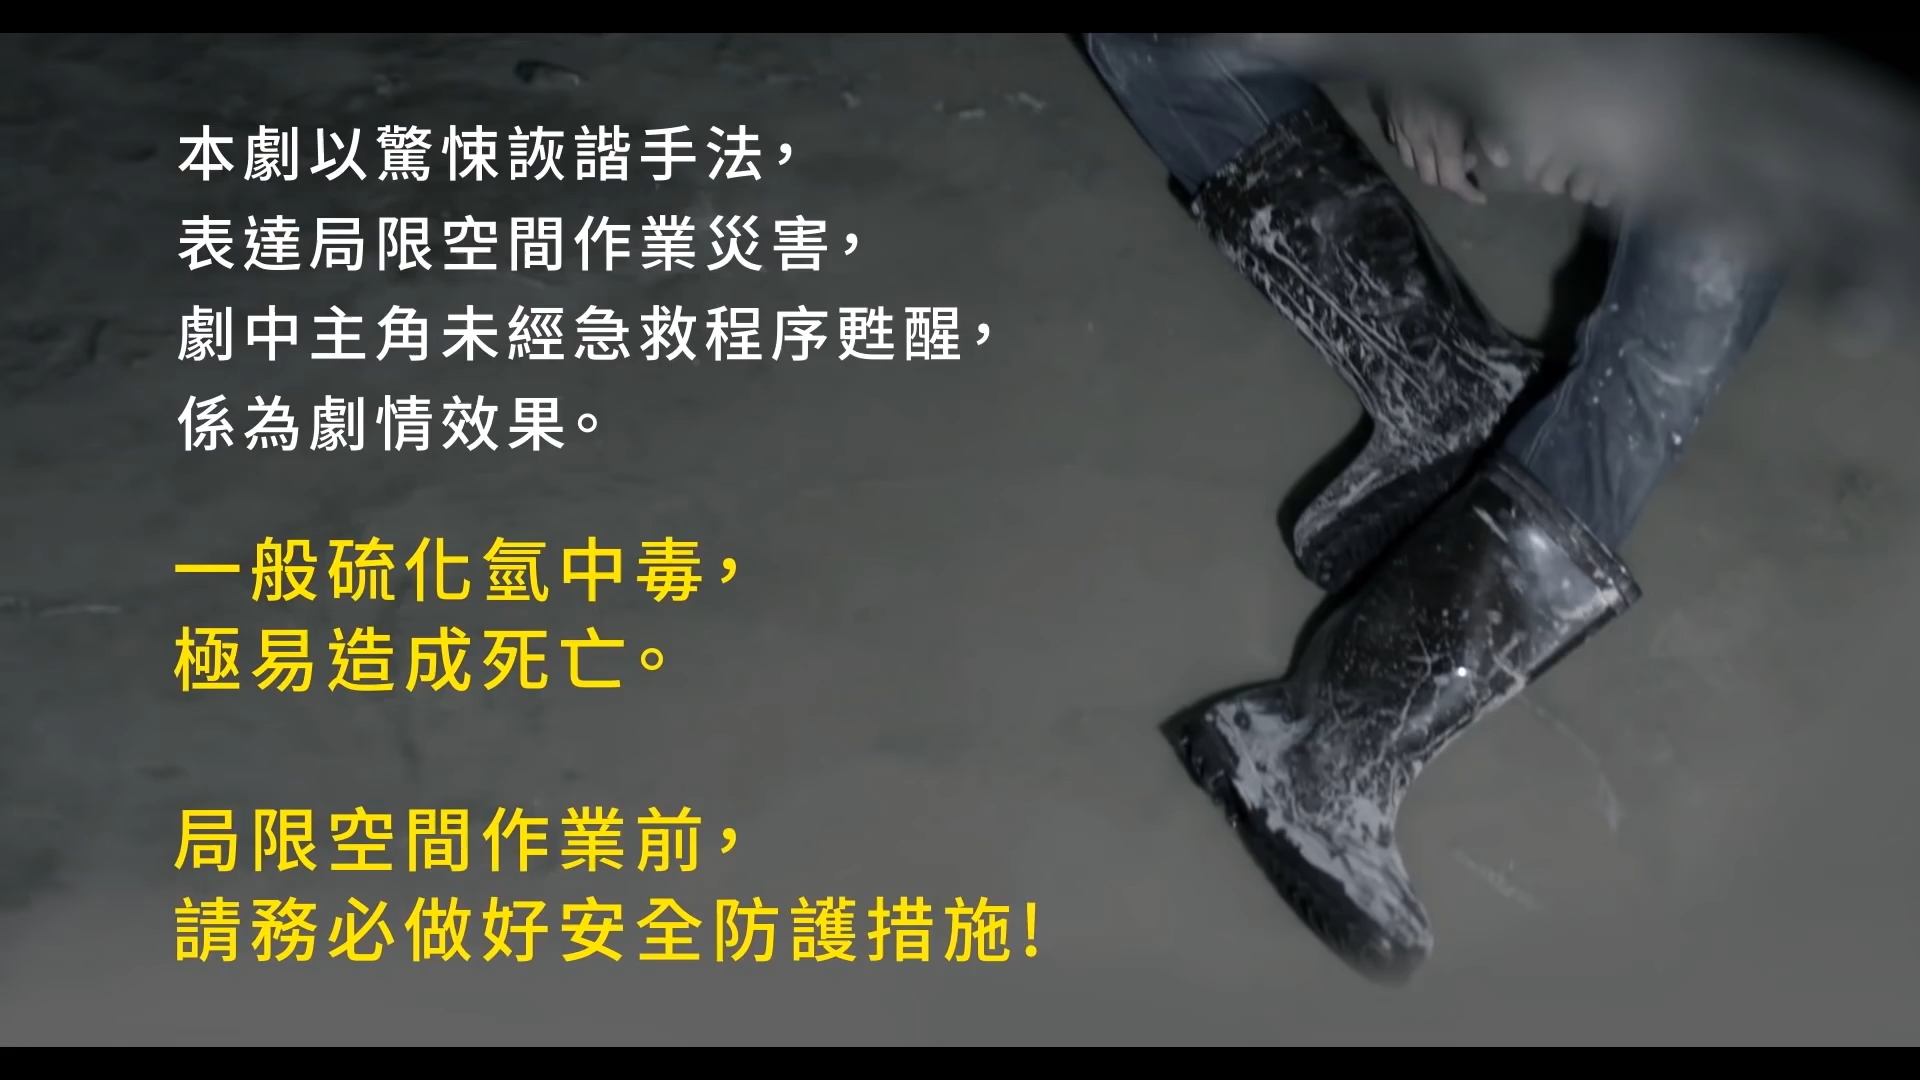 本劇以驚悚詼諧手法，
表達局限空間作業災害，
劇中主角未經急救程序甦醒，
係為劇情效果。
一般硫化氫中毒，
極易造成死亡。
局限空間作業前，
請務必做好安全防護措施！